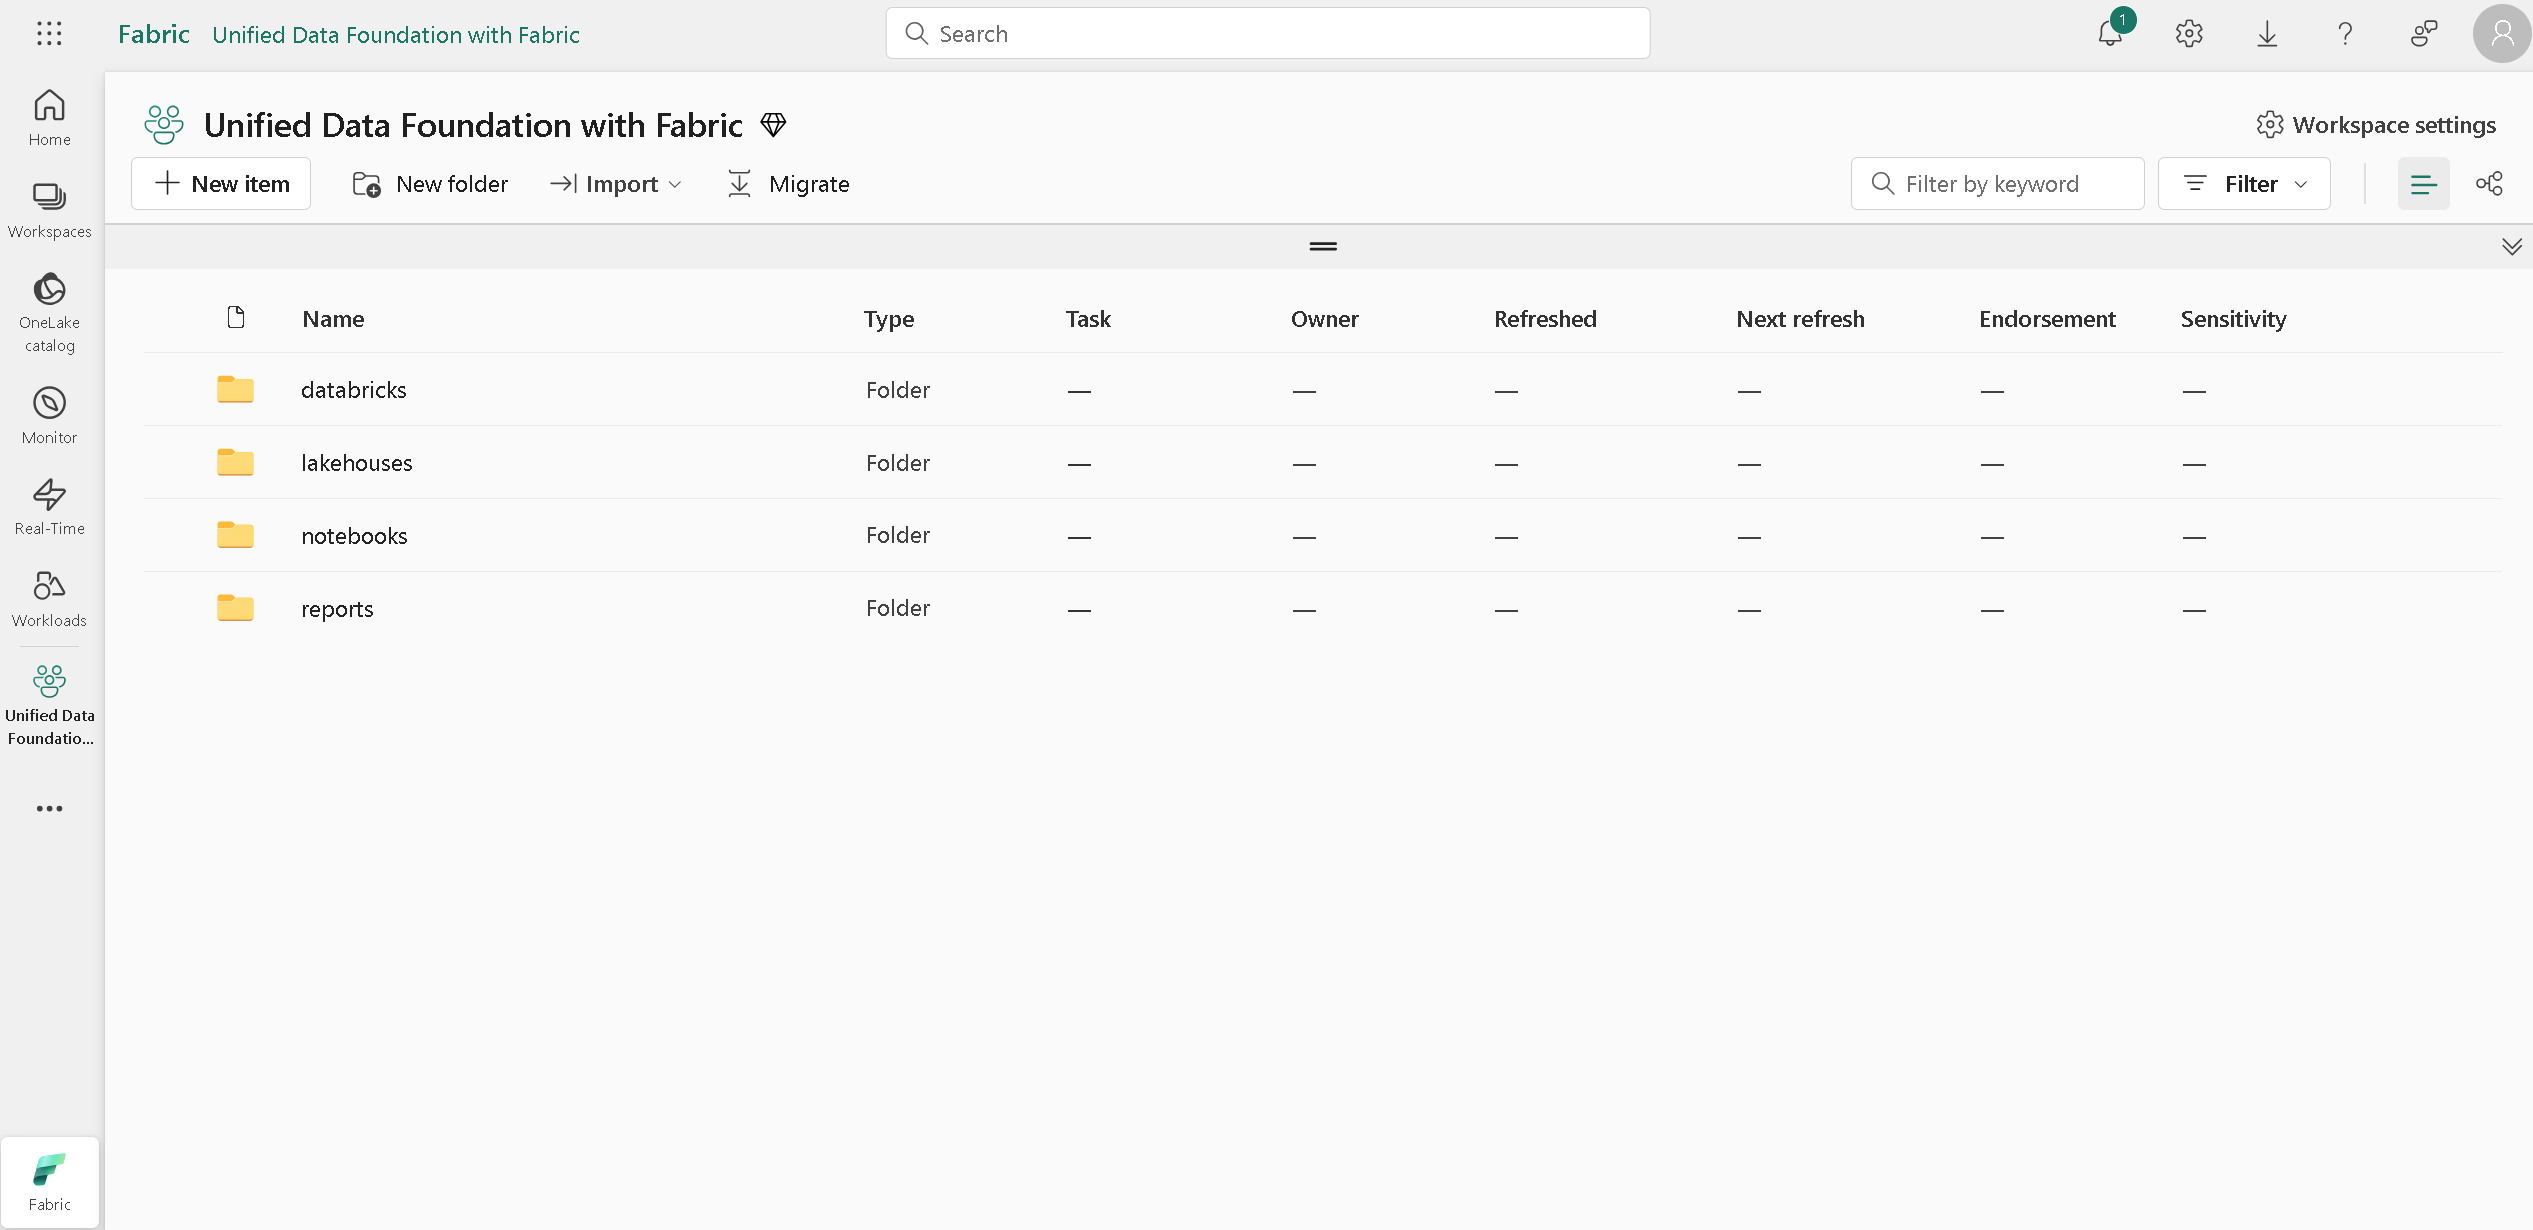 Fabric Unified Data Foundation with Fabric Search 1
Home
Workspaces
OneLake
catalog
Monitor
Real-Time
Workloads
Unified Data
Foundatio...
Fabric
Unified Data Foundation with Fabric Workspace settings
New item New folder Import Migrate Filter by keyword Filter
Name Type Task Owner Refreshed Next refresh Endorsement Sensitivity
databricks Folder — — — — — —
lakehouses Folder — — — — — —
notebooks Folder — — — — — —
reports Folder — — — — — —